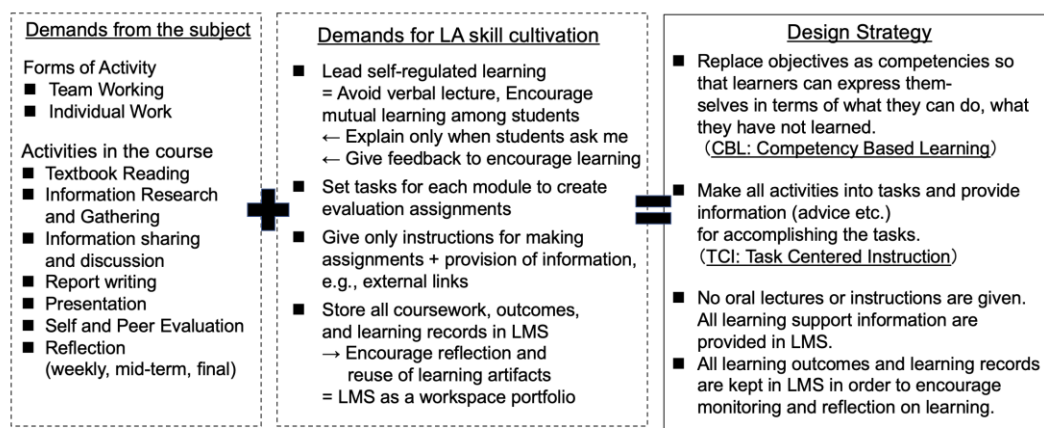 Demands from the subject
Forms of Activity
■ Team Working
■ Individual Work
Activities in the course
■ Textbook Reading
■ Information Research
and Gathering
■ Information sharing
and discussion
■ Report writing
■ Presentation
■ Self and Peer Evaluation
■ Reflection
(weekly, mid-term, final)
+
Demands for LA skill cultivation
■ Lead self-regulated learning
= Avoid verbal lecture, Encourage
mutual learning among students
← Explain only when students ask me
← Give feedback to encourage learning
■ Set tasks for each module to create
evaluation assignments
■ Give only instructions for making
assignments + provision of information,
e.g., external links
■ Store all coursework, outcomes,
and learning records in LMS
→ Encourage reflection and
reuse of learning artifacts
= LMS as a workspace portfolio
=
Design Strategy
■ Replace objectives as competencies so
that learners can express them-
selves in terms of what they can do, what
they have not learned.
(CBL: Competency Based Learning)
■ Make all activities into tasks and provide
information (advice etc.)
for accomplishing the tasks.
(TCI: Task Centered Instruction)
■ No oral lectures or instructions are given.
All learning support information are
provided in LMS.
■ All learning outcomes and learning records
are kept in LMS in order to encourage
monitoring and reflection on learning.